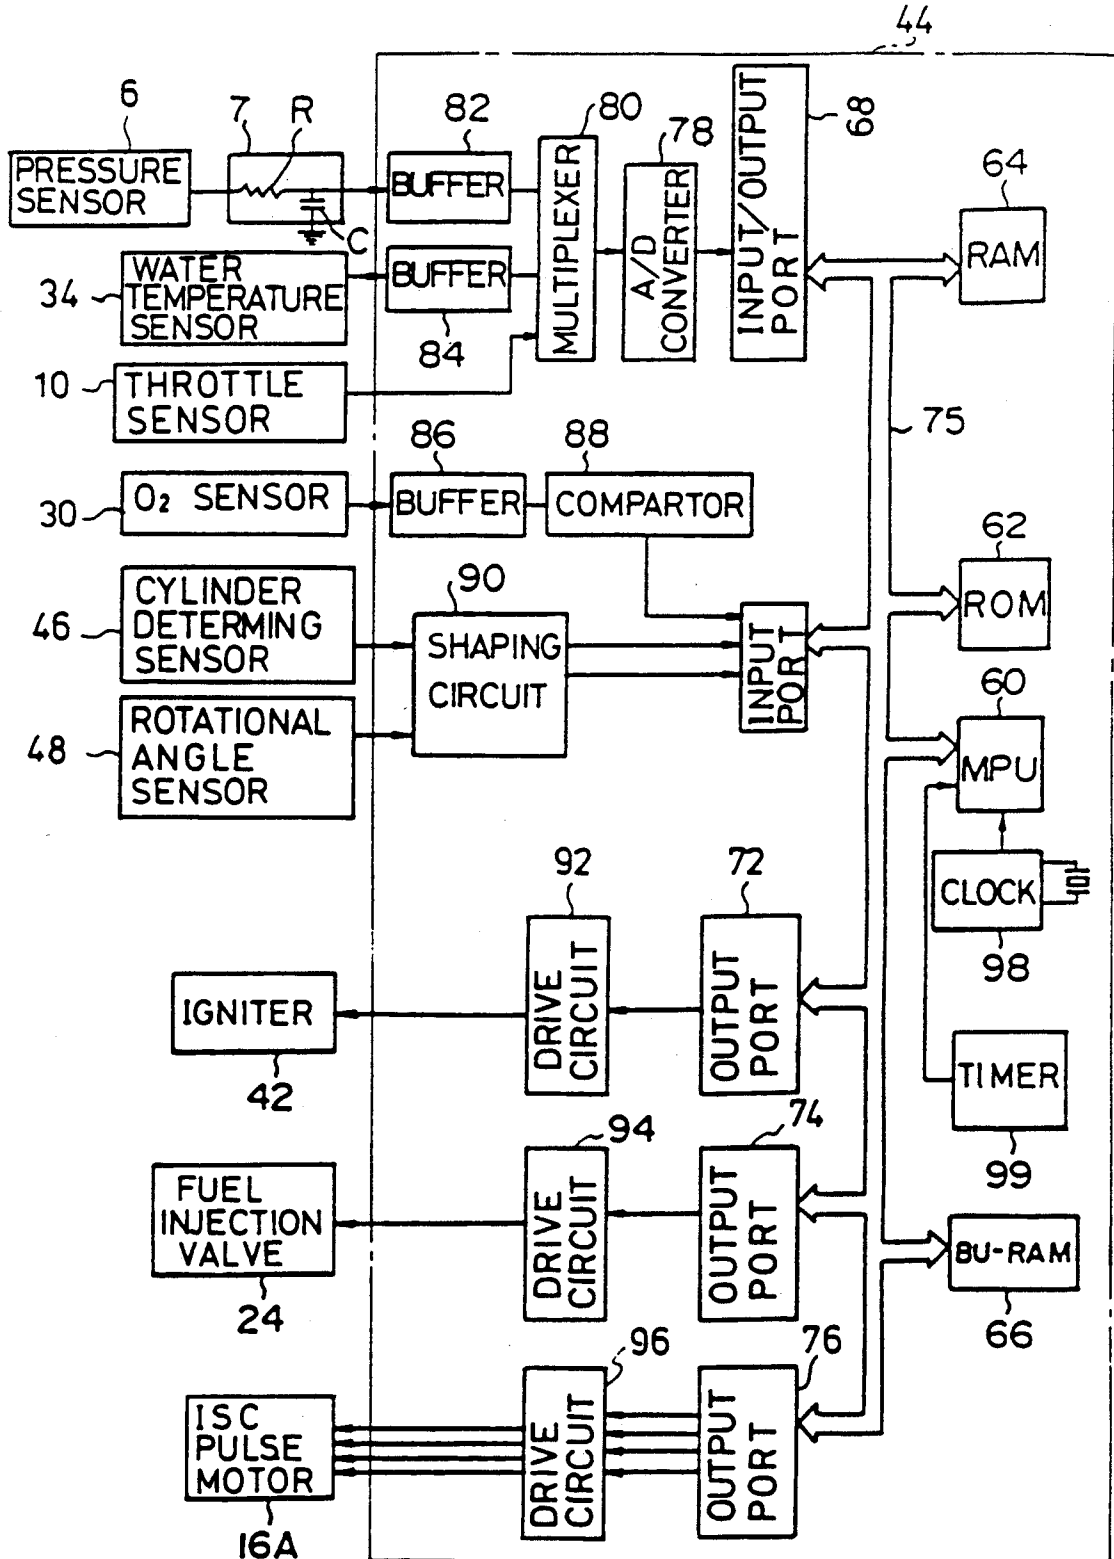 44
6
7
R
82
80
78
68
64
PRESSURE
SENSOR
C
BUFFER
MULTIPLEXER
A/D
CONVERTER
INPUT/OUTPUT
PORT
RAM
34
WATER
TEMPERATURE
SENSOR
BUFFER
84
10
THROTTLE
SENSOR
75
30
O2 SENSOR
86
BUFFER
88
COMPARTOR
62
ROM
46
CYLINDER
DETERMING
SENSOR
90
SHAPING
CIRCUIT
INPUT
PORT
60
MPU
48
ROTATIONAL
ANGLE
SENSOR
CLOCK
98
92
DRIVE
CIRCUIT
72
OUTPUT
PORT
IGNITER
42
TIMER
99
94
DRIVE
CIRCUIT
74
OUTPUT
PORT
FUEL
INJECTION
VALVE
24
BU-RAM
66
96
DRIVE
CIRCUIT
76
OUTPUT
PORT
ISC
PULSE
MOTOR
16A